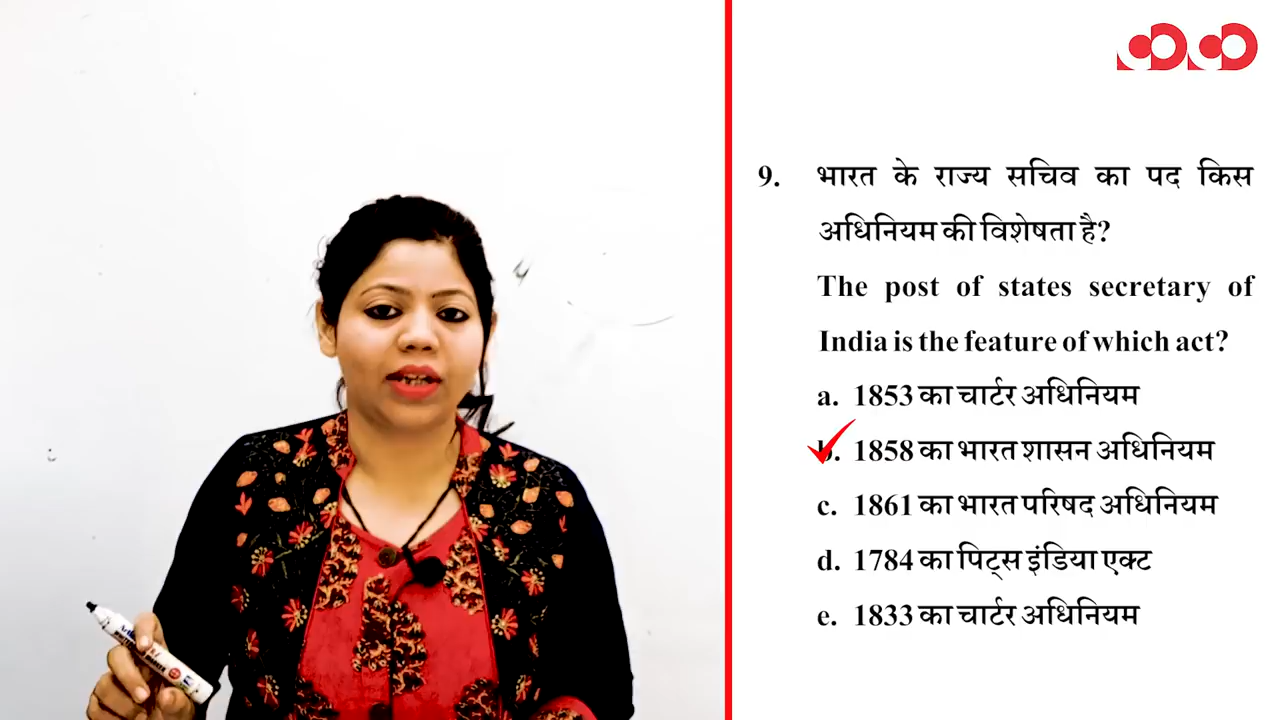 9. भारत के राज्य सचिव का पद किस
अधिनियम की विशेषता है?
The post of states secretary of
India is the feature of which act?
a. 1853 का चार्टर अधिनियम
b. 1858 का भारत शासन अधिनियम
c. 1861 का भारत परिषद अधिनियम
d. 1784 का पिट्स इंडिया एक्ट
e. 1833 का चार्टर अधिनियम